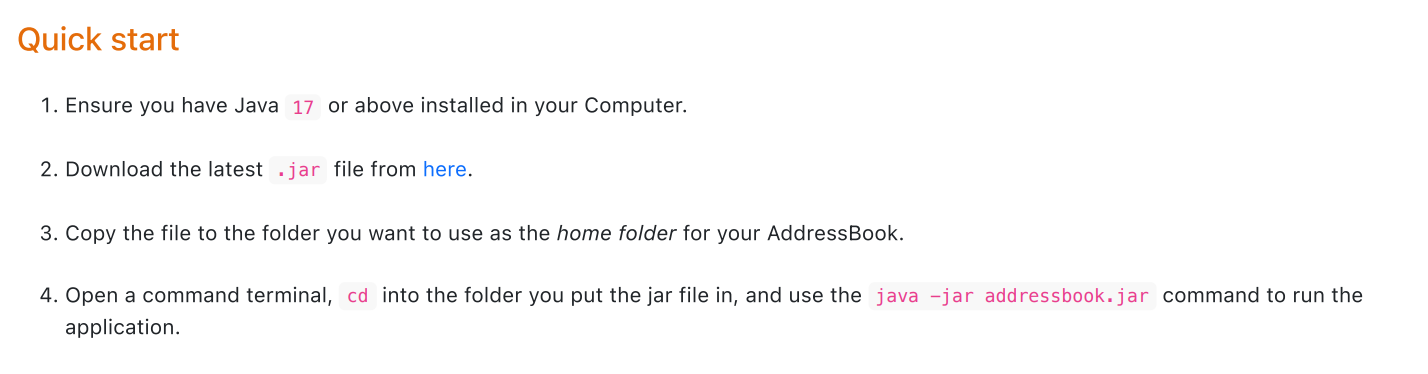 Quick start
1. Ensure you have Java 17 or above installed in your Computer.
2. Download the latest .jar file from here.
3. Copy the file to the folder you want to use as the home folder for your AddressBook.
4. Open a command terminal, cd into the folder you put the jar file in, and use the java -jar addressbook.jar command to run the
application.